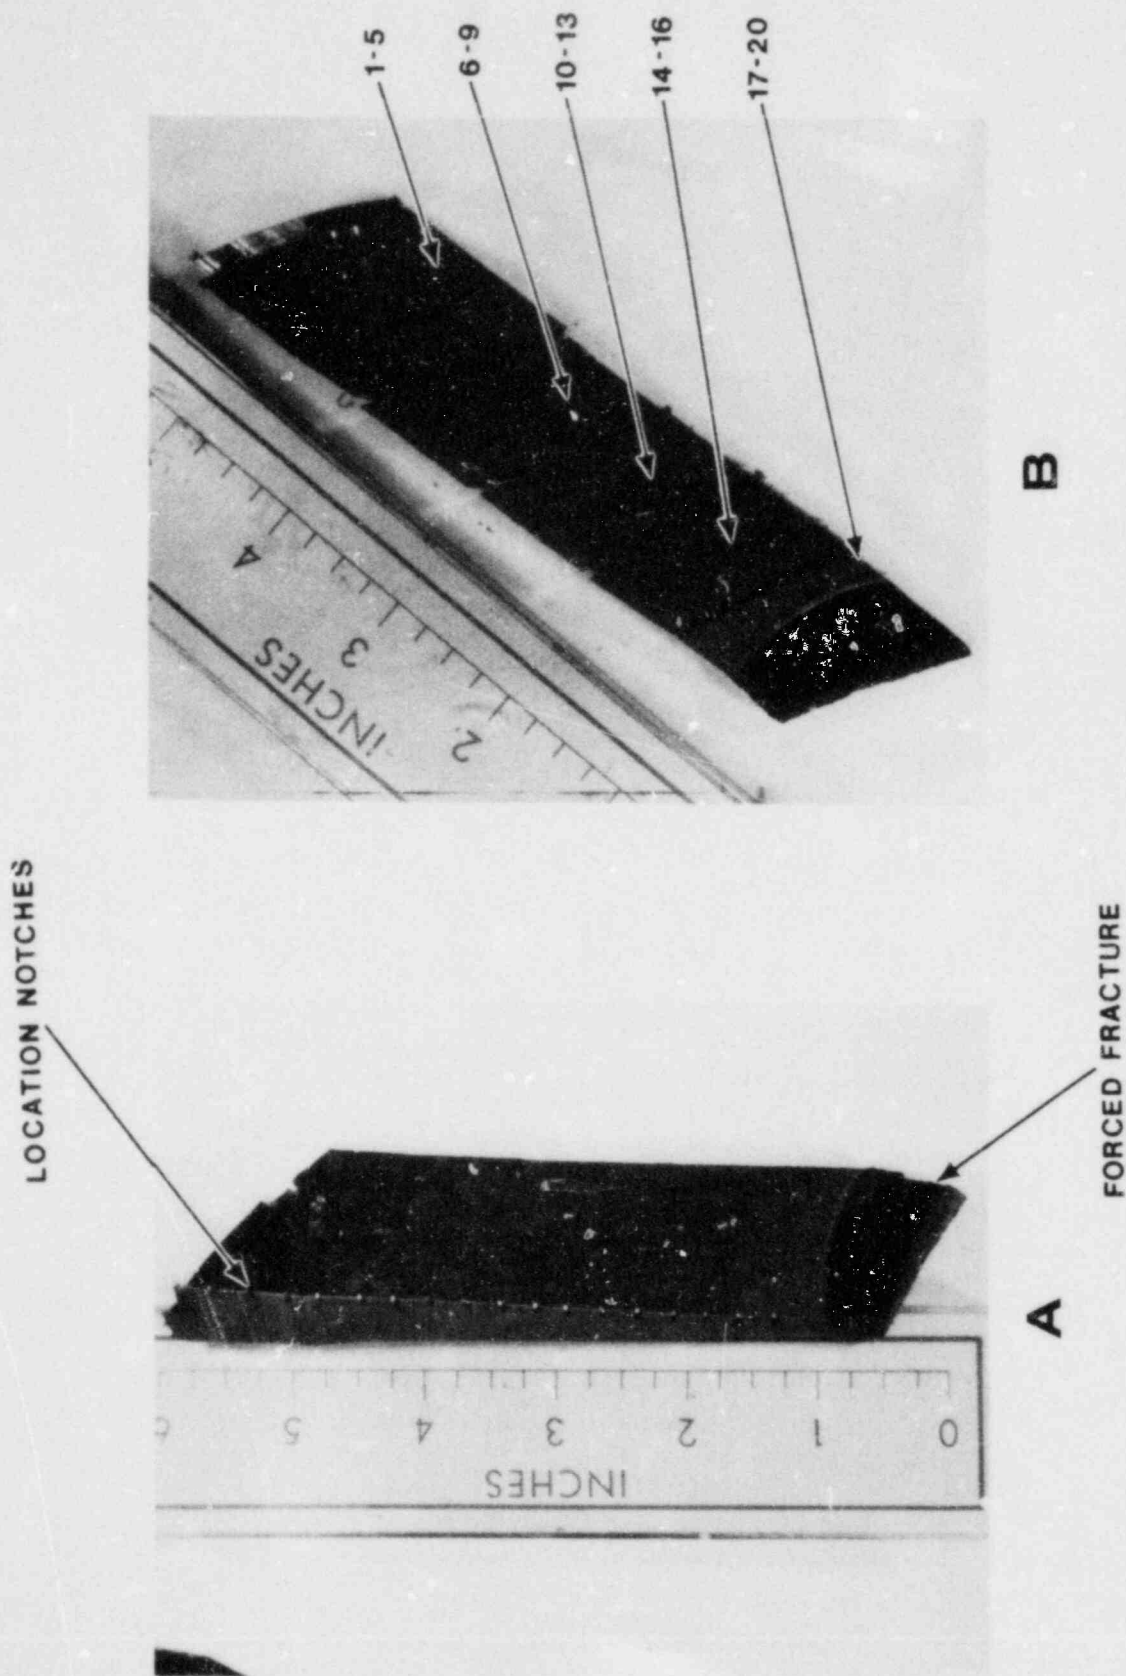 LOCATION NOTCHES
INCHES
0 1 2 3 4 5 6
FORCED FRACTURE
A
INCHES
2 3 4
1-5
6-9
10-13
14-16
17-20
B